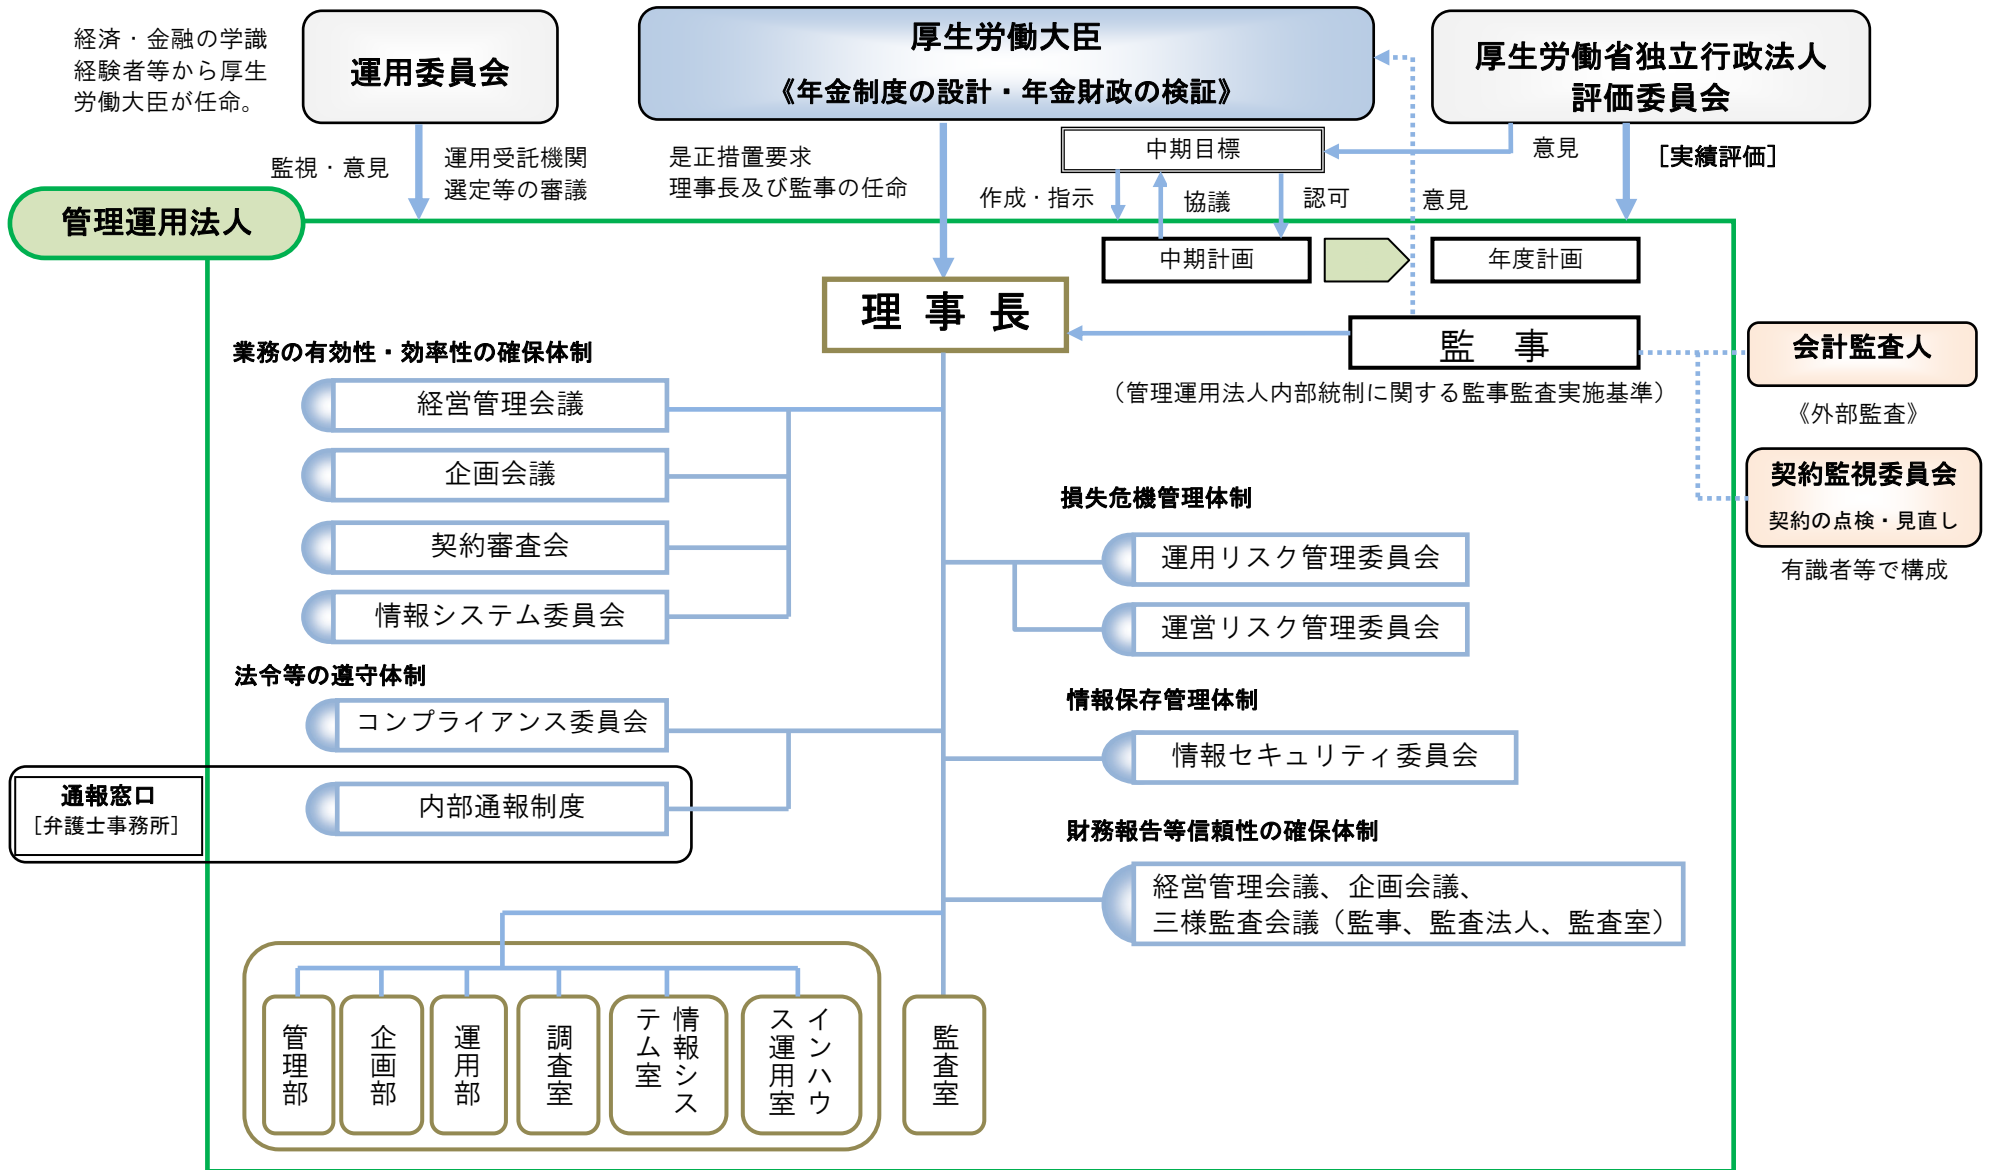 経済・金融の学識
経験者等から厚生
労働大臣が任命。
運用委員会
厚生労働大臣
《年金制度の設計・年金財政の検証》
厚生労働省独立行政法人
評価委員会
監視・意見
運用受託機関
選定等の審議
是正措置要求
理事長及び監事の任命
中期目標
意見
［実績評価］
作成・指示
協議
認可
意見
管理運用法人
中期計画
年度計画
理 事 長
監 事
（管理運用法人内部統制に関する監事監査実施基準）
会計監査人
《外部監査》
契約監視委員会
契約の点検・見直し
有識者等で構成
業務の有効性・効率性の確保体制
経営管理会議
企画会議
契約審査会
情報システム委員会
法令等の遵守体制
コンプライアンス委員会
内部通報制度
通報窓口
［弁護士事務所］
損失危機管理体制
運用リスク管理委員会
運営リスク管理委員会
情報保存管理体制
情報セキュリティ委員会
財務報告等信頼性の確保体制
経営管理会議、企画会議、
三様監査会議（監事、監査法人、監査室）
管理部
企画部
運用部
調査室
情報シス
テム室
インハウ
ス運用室
監査室